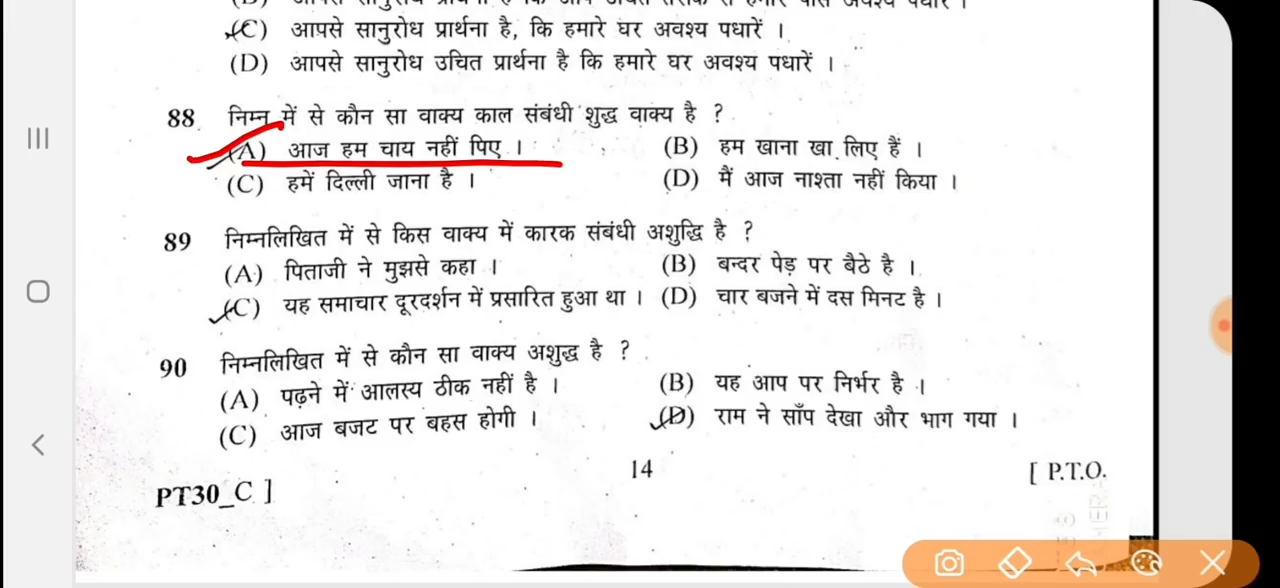 (C) आपसे सानुरोध प्रार्थना है, कि हमारे घर अवश्य पधारें ।
(D) आपसे सानुरोध उचित प्रार्थना है कि हमारे घर अवश्य पधारें ।
88 निम्न में से कौन सा वाक्य काल संबंधी शुद्ध वाक्य है ?
(A) आज हम चाय नहीं पिए । (B) हम खाना खा लिए हैं ।
(C) हमें दिल्ली जाना है । (D) मैं आज नाश्ता नहीं किया ।
89 निम्नलिखित में से किस वाक्य में कारक संबंधी अशुद्धि है ?
(A) पिताजी ने मुझसे कहा । (B) बन्दर पेड़ पर बैठे है ।
(C) यह समाचार दूरदर्शन में प्रसारित हुआ था । (D) चार बजने में दस मिनट है ।
90 निम्नलिखित में से कौन सा वाक्य अशुद्ध है ?
(A) पढ़ने में आलस्य ठीक नहीं है । (B) यह आप पर निर्भर है ।
(C) आज बजट पर बहस होगी । (D) राम ने साँप देखा और भाग गया ।
14
PT30_C ] [ P.T.O.